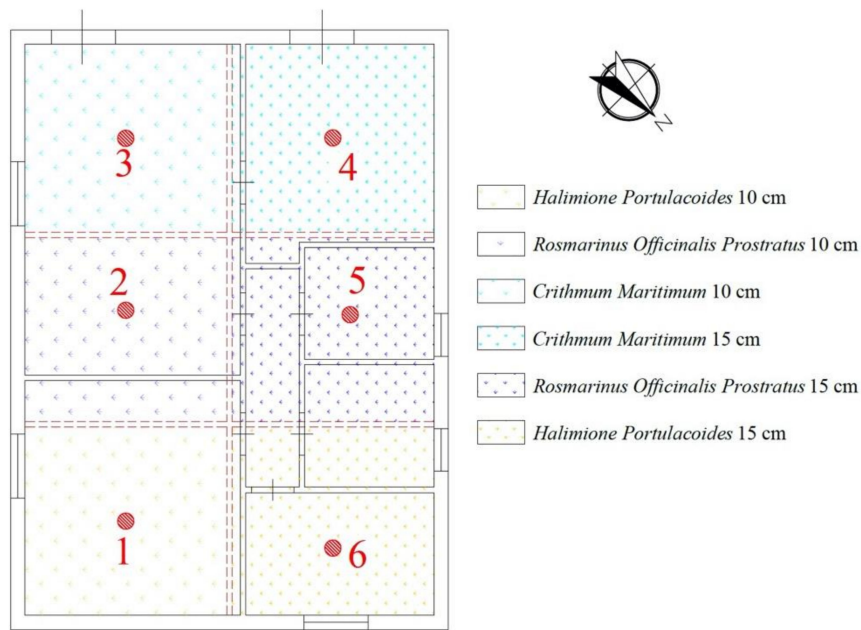 3
4
2
5
1
6
N
Halimione Portulacoides 10 cm
Rosmarinus Officinalis Prostratus 10 cm
Crithmum Maritimum 10 cm
Crithmum Maritimum 15 cm
Rosmarinus Officinalis Prostratus 15 cm
Halimione Portulacoides 15 cm